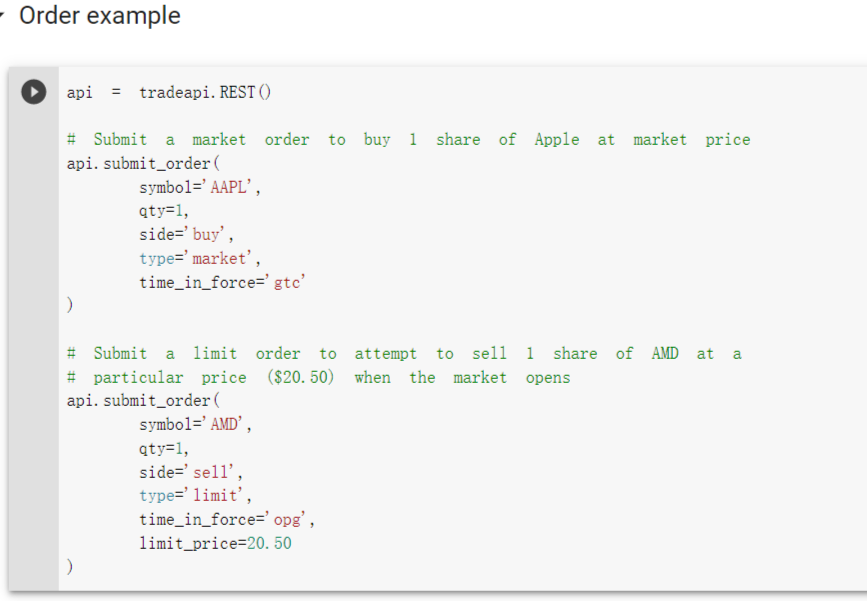 Order example
api = tradeapi.REST()
# Submit a market order to buy 1 share of Apple at market price
api.submit_order(
symbol='AAPL',
qty=1,
side='buy',
type='market',
time_in_force='gtc'
)
# Submit a limit order to attempt to sell 1 share of AMD at a
# particular price ($20.50) when the market opens
api.submit_order(
symbol='AMD',
qty=1,
side='sell',
type='limit',
time_in_force='opg',
limit_price=20.50
)